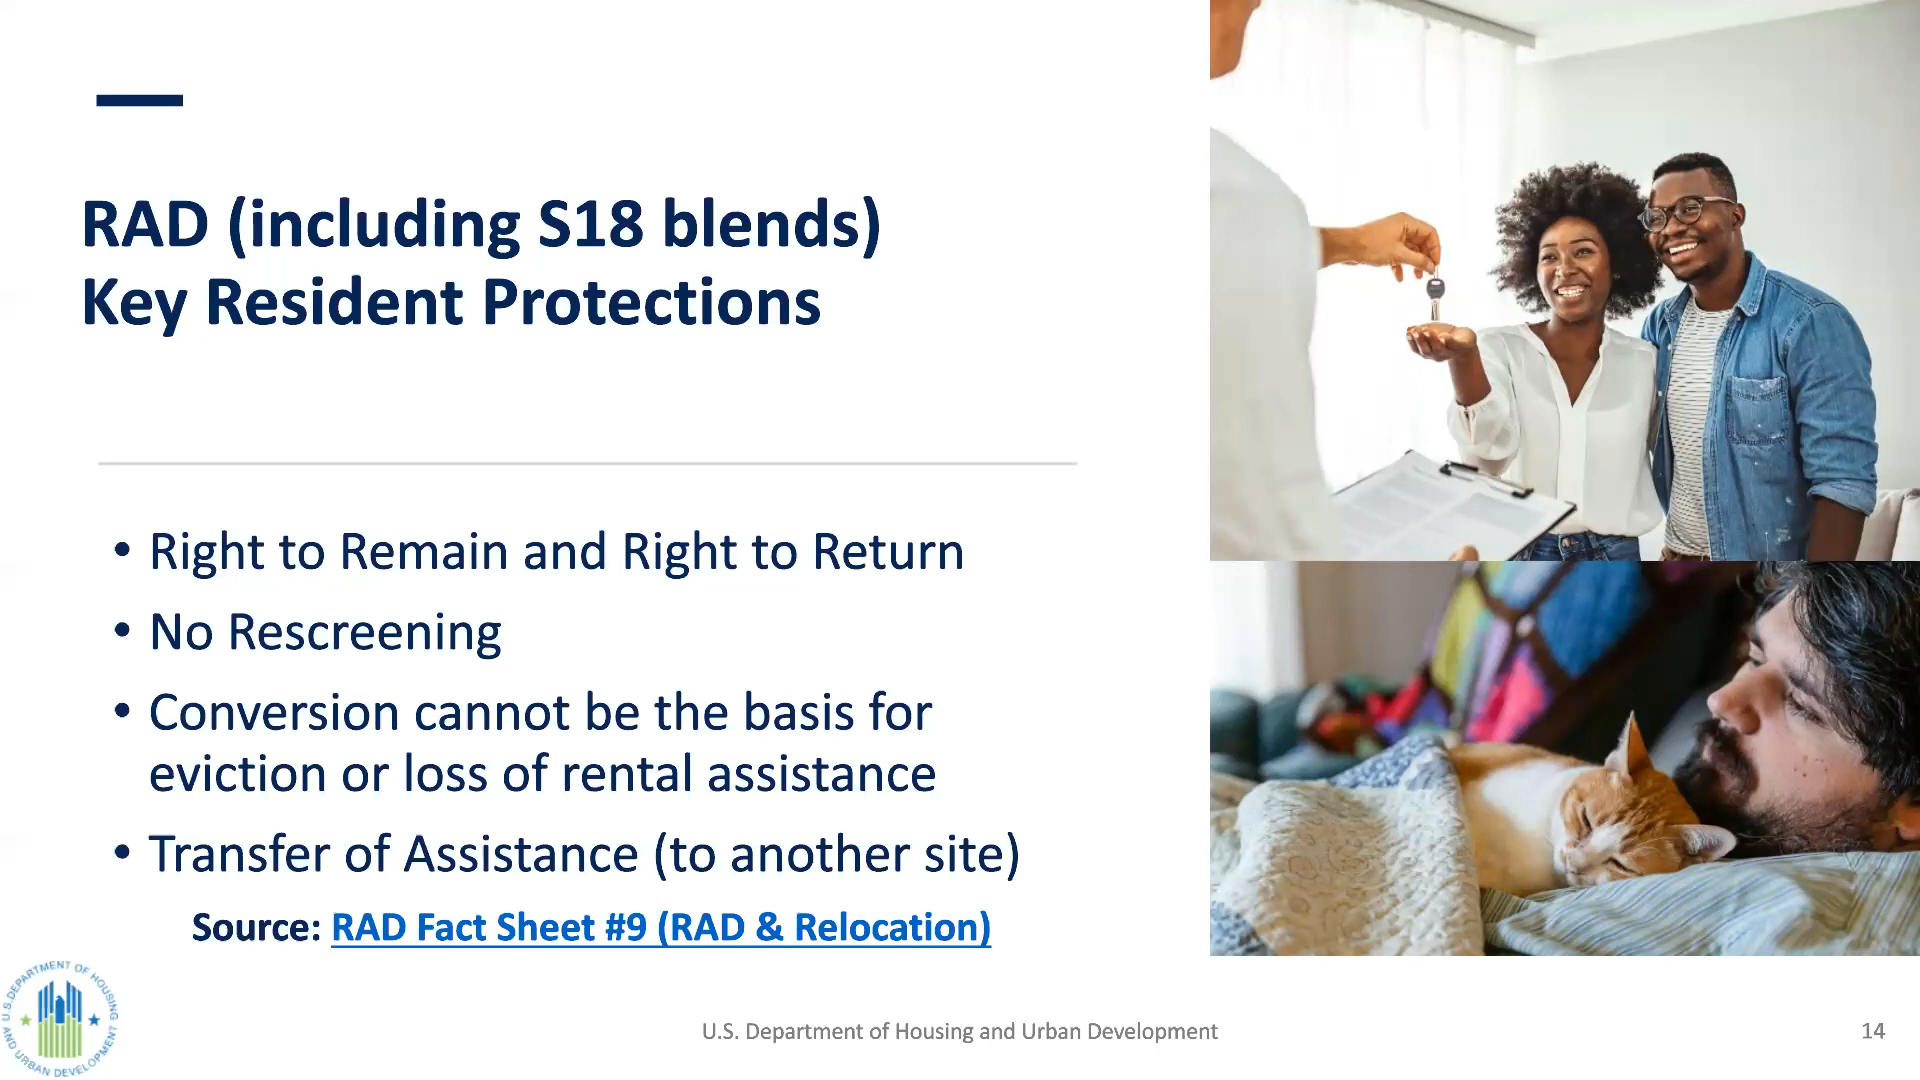 RAD (including S18 blends)
Key Resident Protections
• Right to Remain and Right to Return
• No Rescreening
• Conversion cannot be the basis for
eviction or loss of rental assistance
• Transfer of Assistance (to another site)
Source: RAD Fact Sheet #9 (RAD & Relocation)
U.S. DEPARTMENT OF HOUSING AND URBAN DEVELOPMENT
U.S. Department of Housing and Urban Development
14